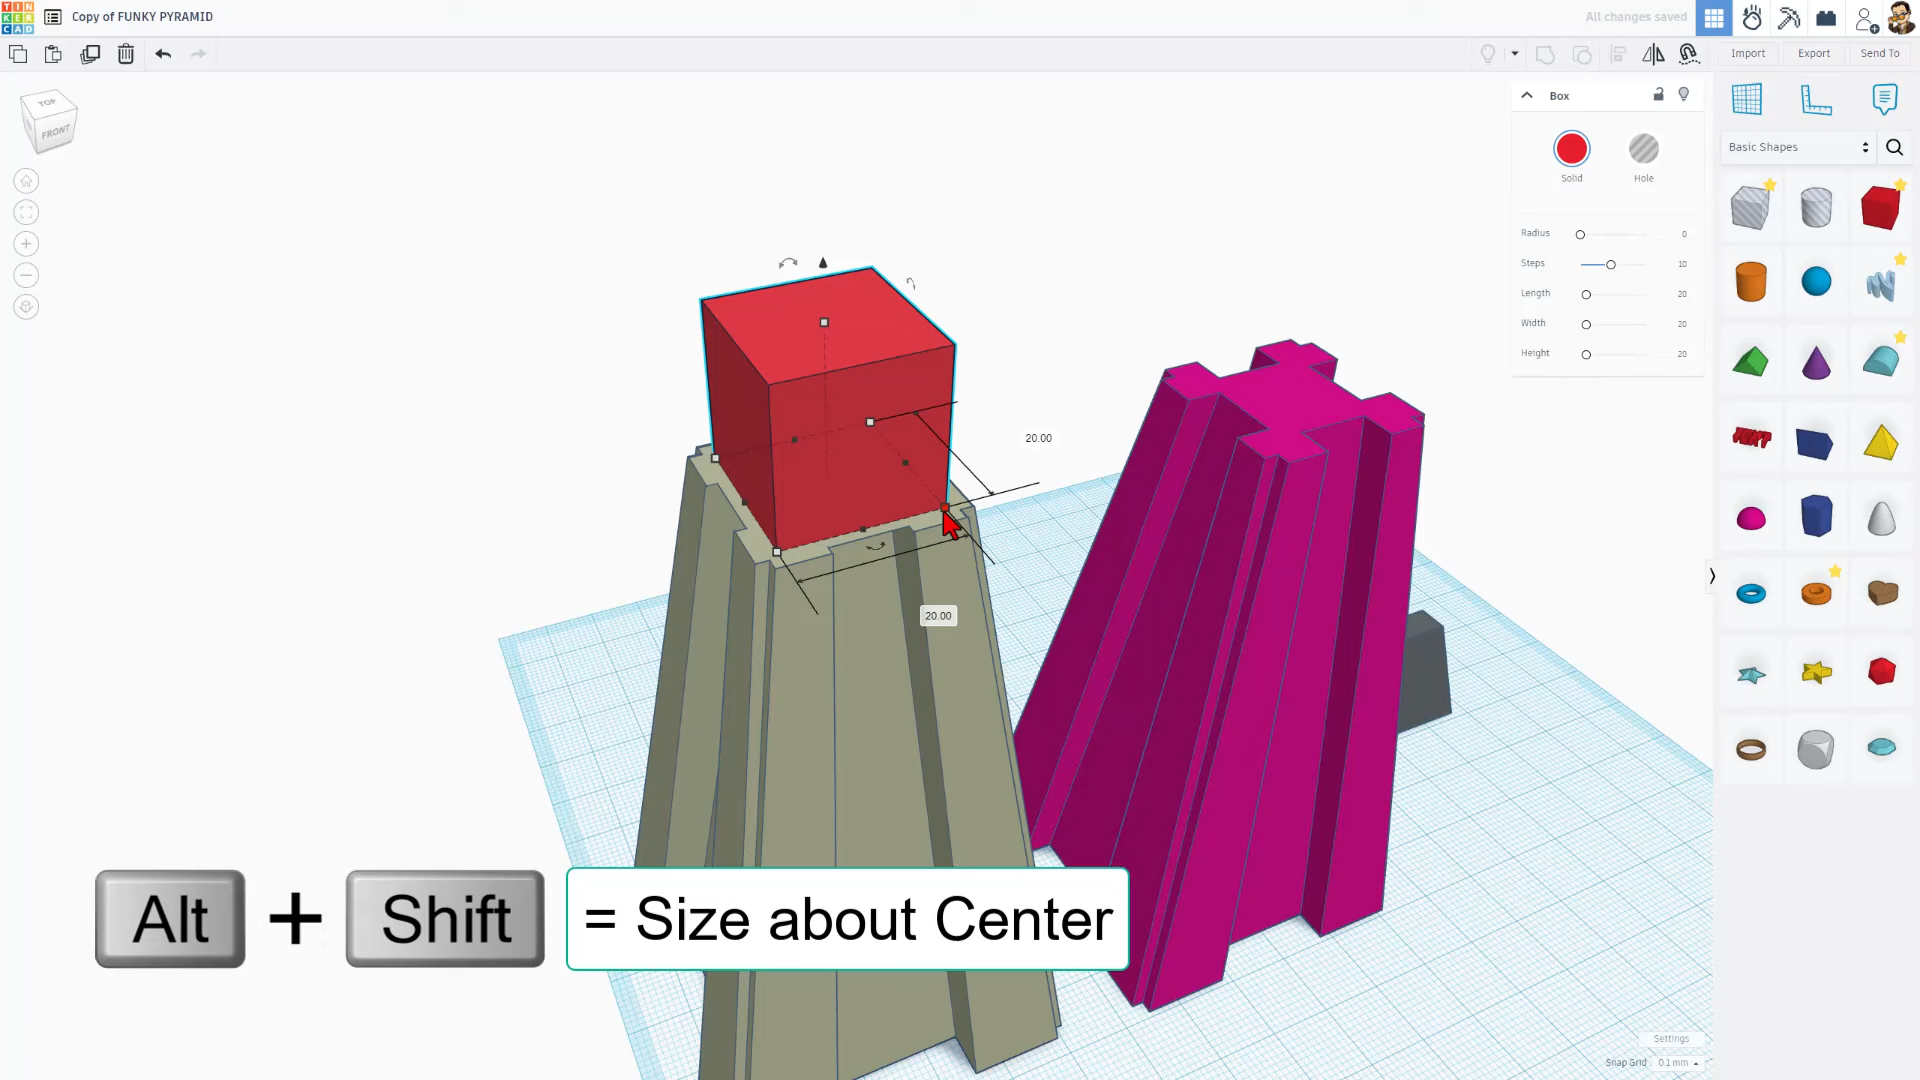 TIN
KER
CAD
Copy of FUNKY PYRAMID
All changes saved
Import
Export
Send To
TOP
FRONT
Box
Solid
Hole
Radius 0
Steps 10
Length 20
Width 20
Height 20
Basic Shapes
TEXT
20.00
20.00
Alt + Shift = Size about Center
Settings
Snap Grid 0.1 mm